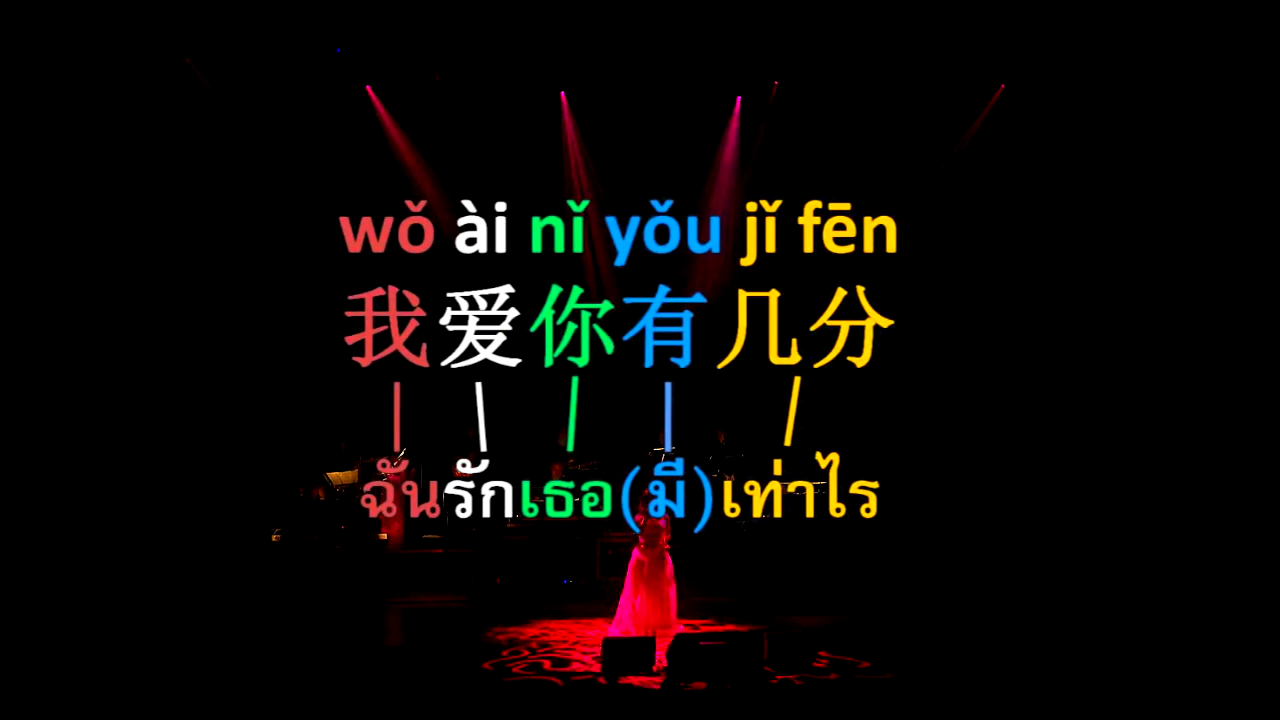 wǒ ài nǐ yǒu jǐ fēn
我爱你有几分
ฉันรักเธอ(มี)เท่าไร